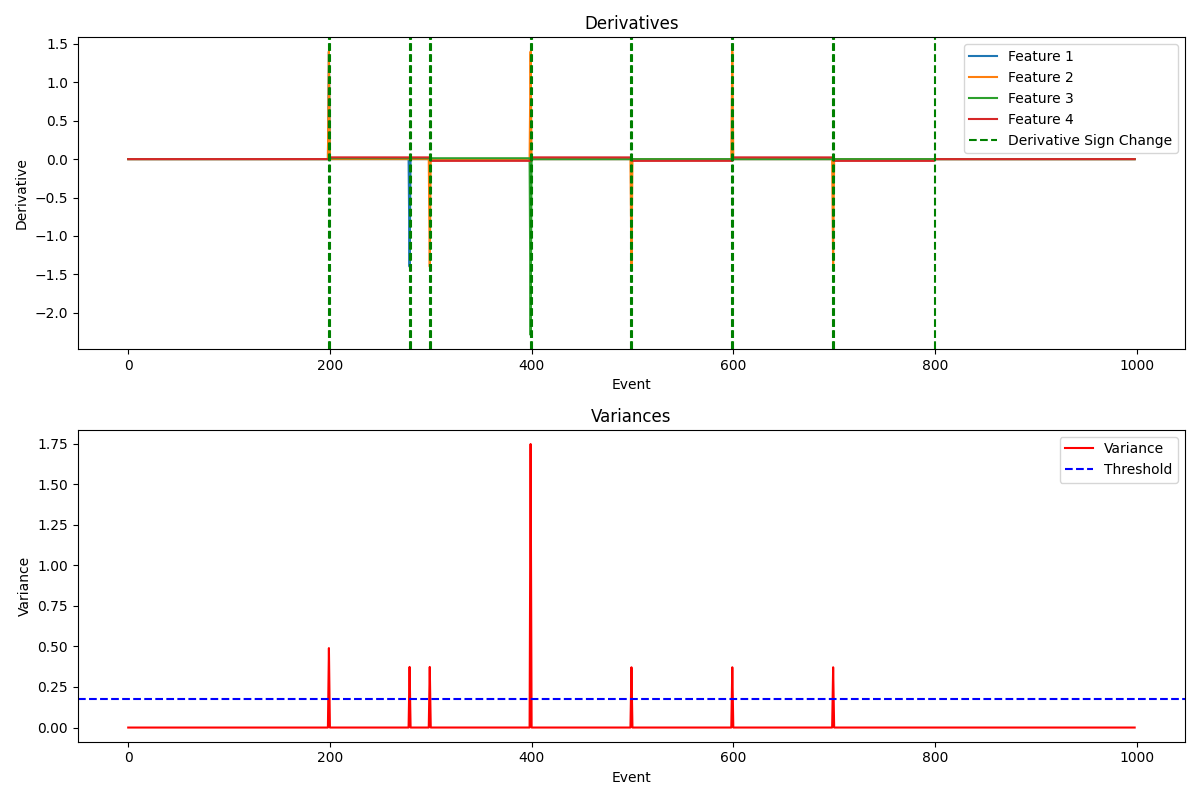 Derivatives
Derivative
1.5
1.0
0.5
0.0
−0.5
−1.0
−1.5
−2.0
Feature 1
Feature 2
Feature 3
Feature 4
Derivative Sign Change
0 200 400 600 800 1000
Event
Variances
Variance
1.75
1.50
1.25
1.00
0.75
0.50
0.25
0.00
Variance
Threshold
0 200 400 600 800 1000
Event